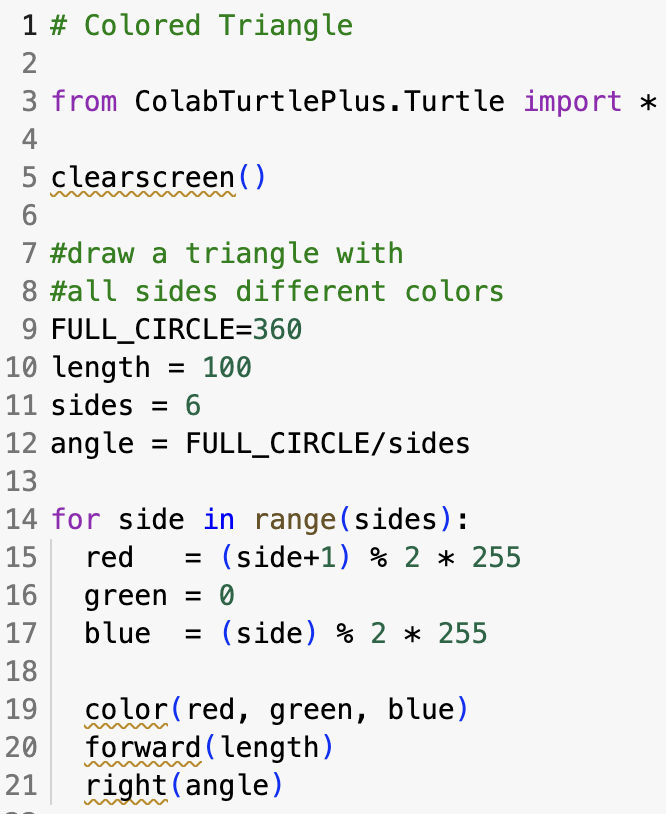 1 # Colored Triangle
2
3 from ColabTurtlePlus.Turtle import *
4
5 clearscreen()
6
7 #draw a triangle with
8 #all sides different colors
9 FULL_CIRCLE=360
10 length = 100
11 sides = 6
12 angle = FULL_CIRCLE/sides
13
14 for side in range(sides):
15   red   = (side+1) % 2 * 255
16   green = 0
17   blue  = (side) % 2 * 255
18
19   color(red, green, blue)
20   forward(length)
21   right(angle)